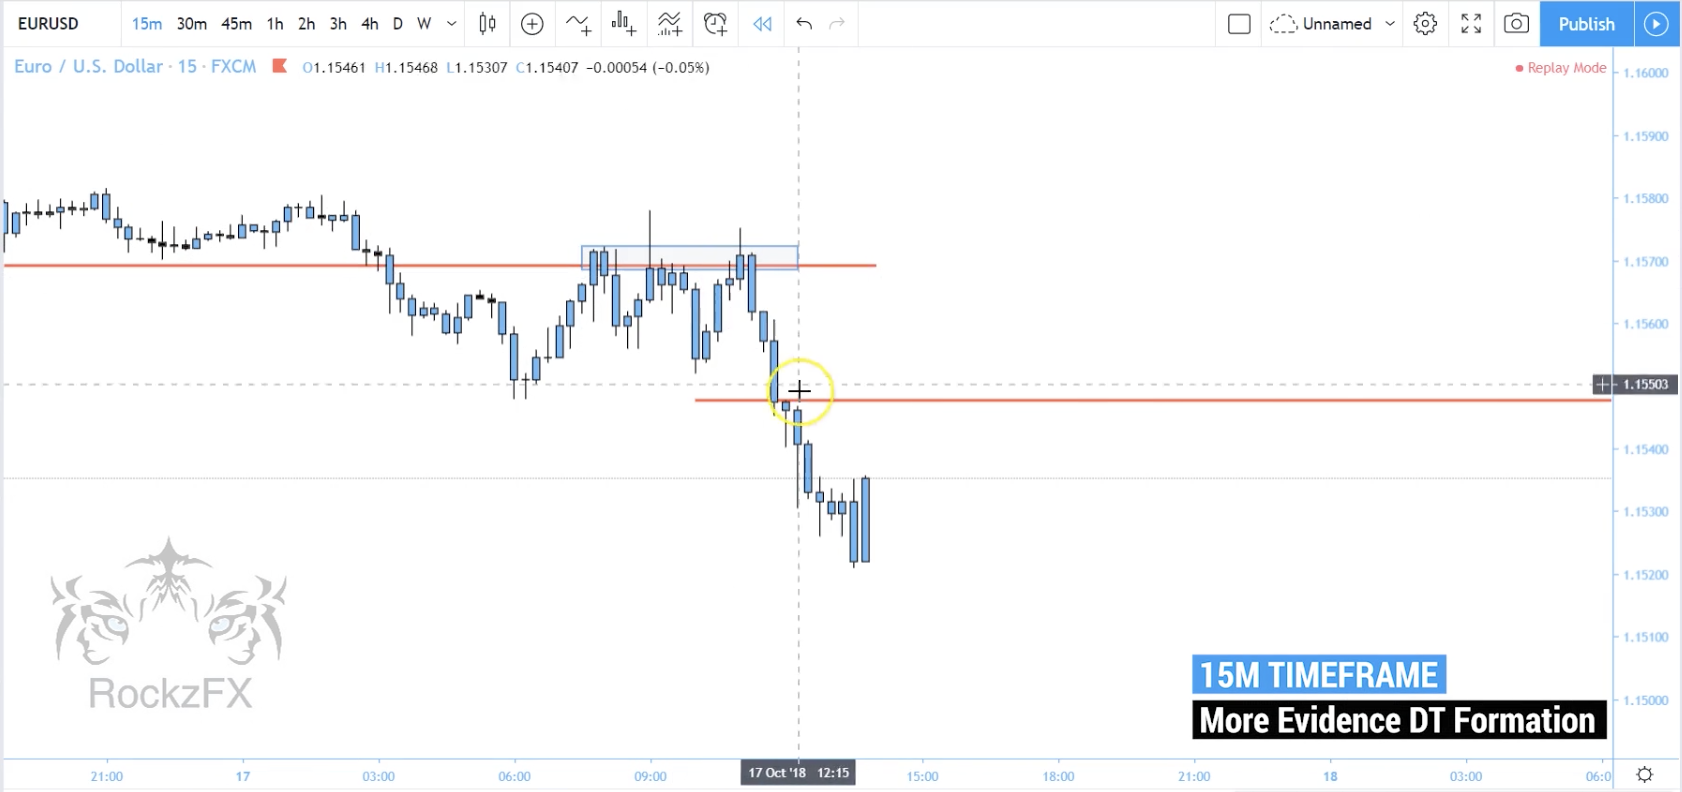 EURUSD 15m 30m 45m 1h 2h 3h 4h D W Unnamed Publish
Euro / U.S. Dollar · 15 · FXCM O1.15461 H1.15468 L1.15307 C1.15407 -0.00054 (-0.05%) Replay Mode
1.16000
1.15900
1.15800
1.15700
1.15600
1.15503
1.15400
1.15300
1.15200
1.15100
1.15000
RockzFX
15M TIMEFRAME
More Evidence DT Formation
21:00 17 03:00 06:00 09:00 17 Oct '18 12:15 15:00 18:00 21:00 18 03:00 06:0